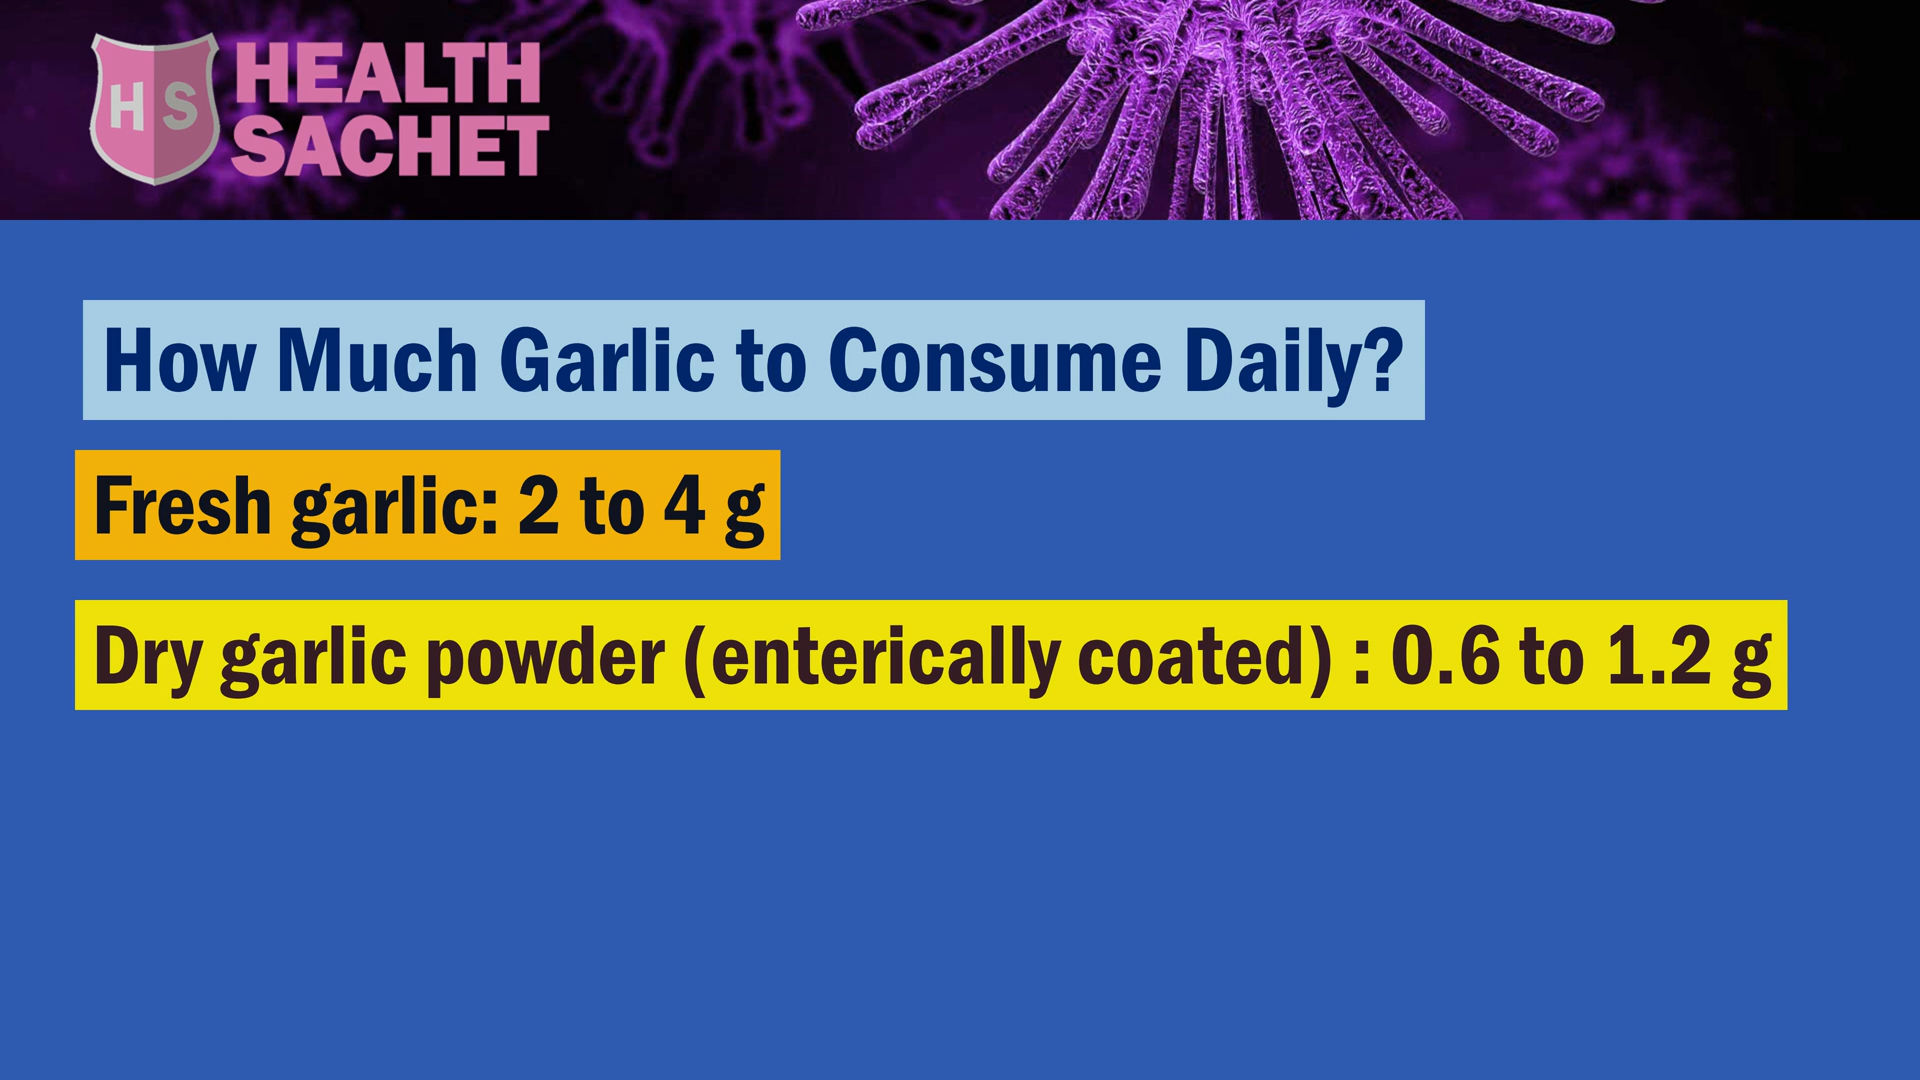 HS HEALTH
SACHET
How Much Garlic to Consume Daily?
Fresh garlic: 2 to 4 g
Dry garlic powder (enterically coated) : 0.6 to 1.2 g